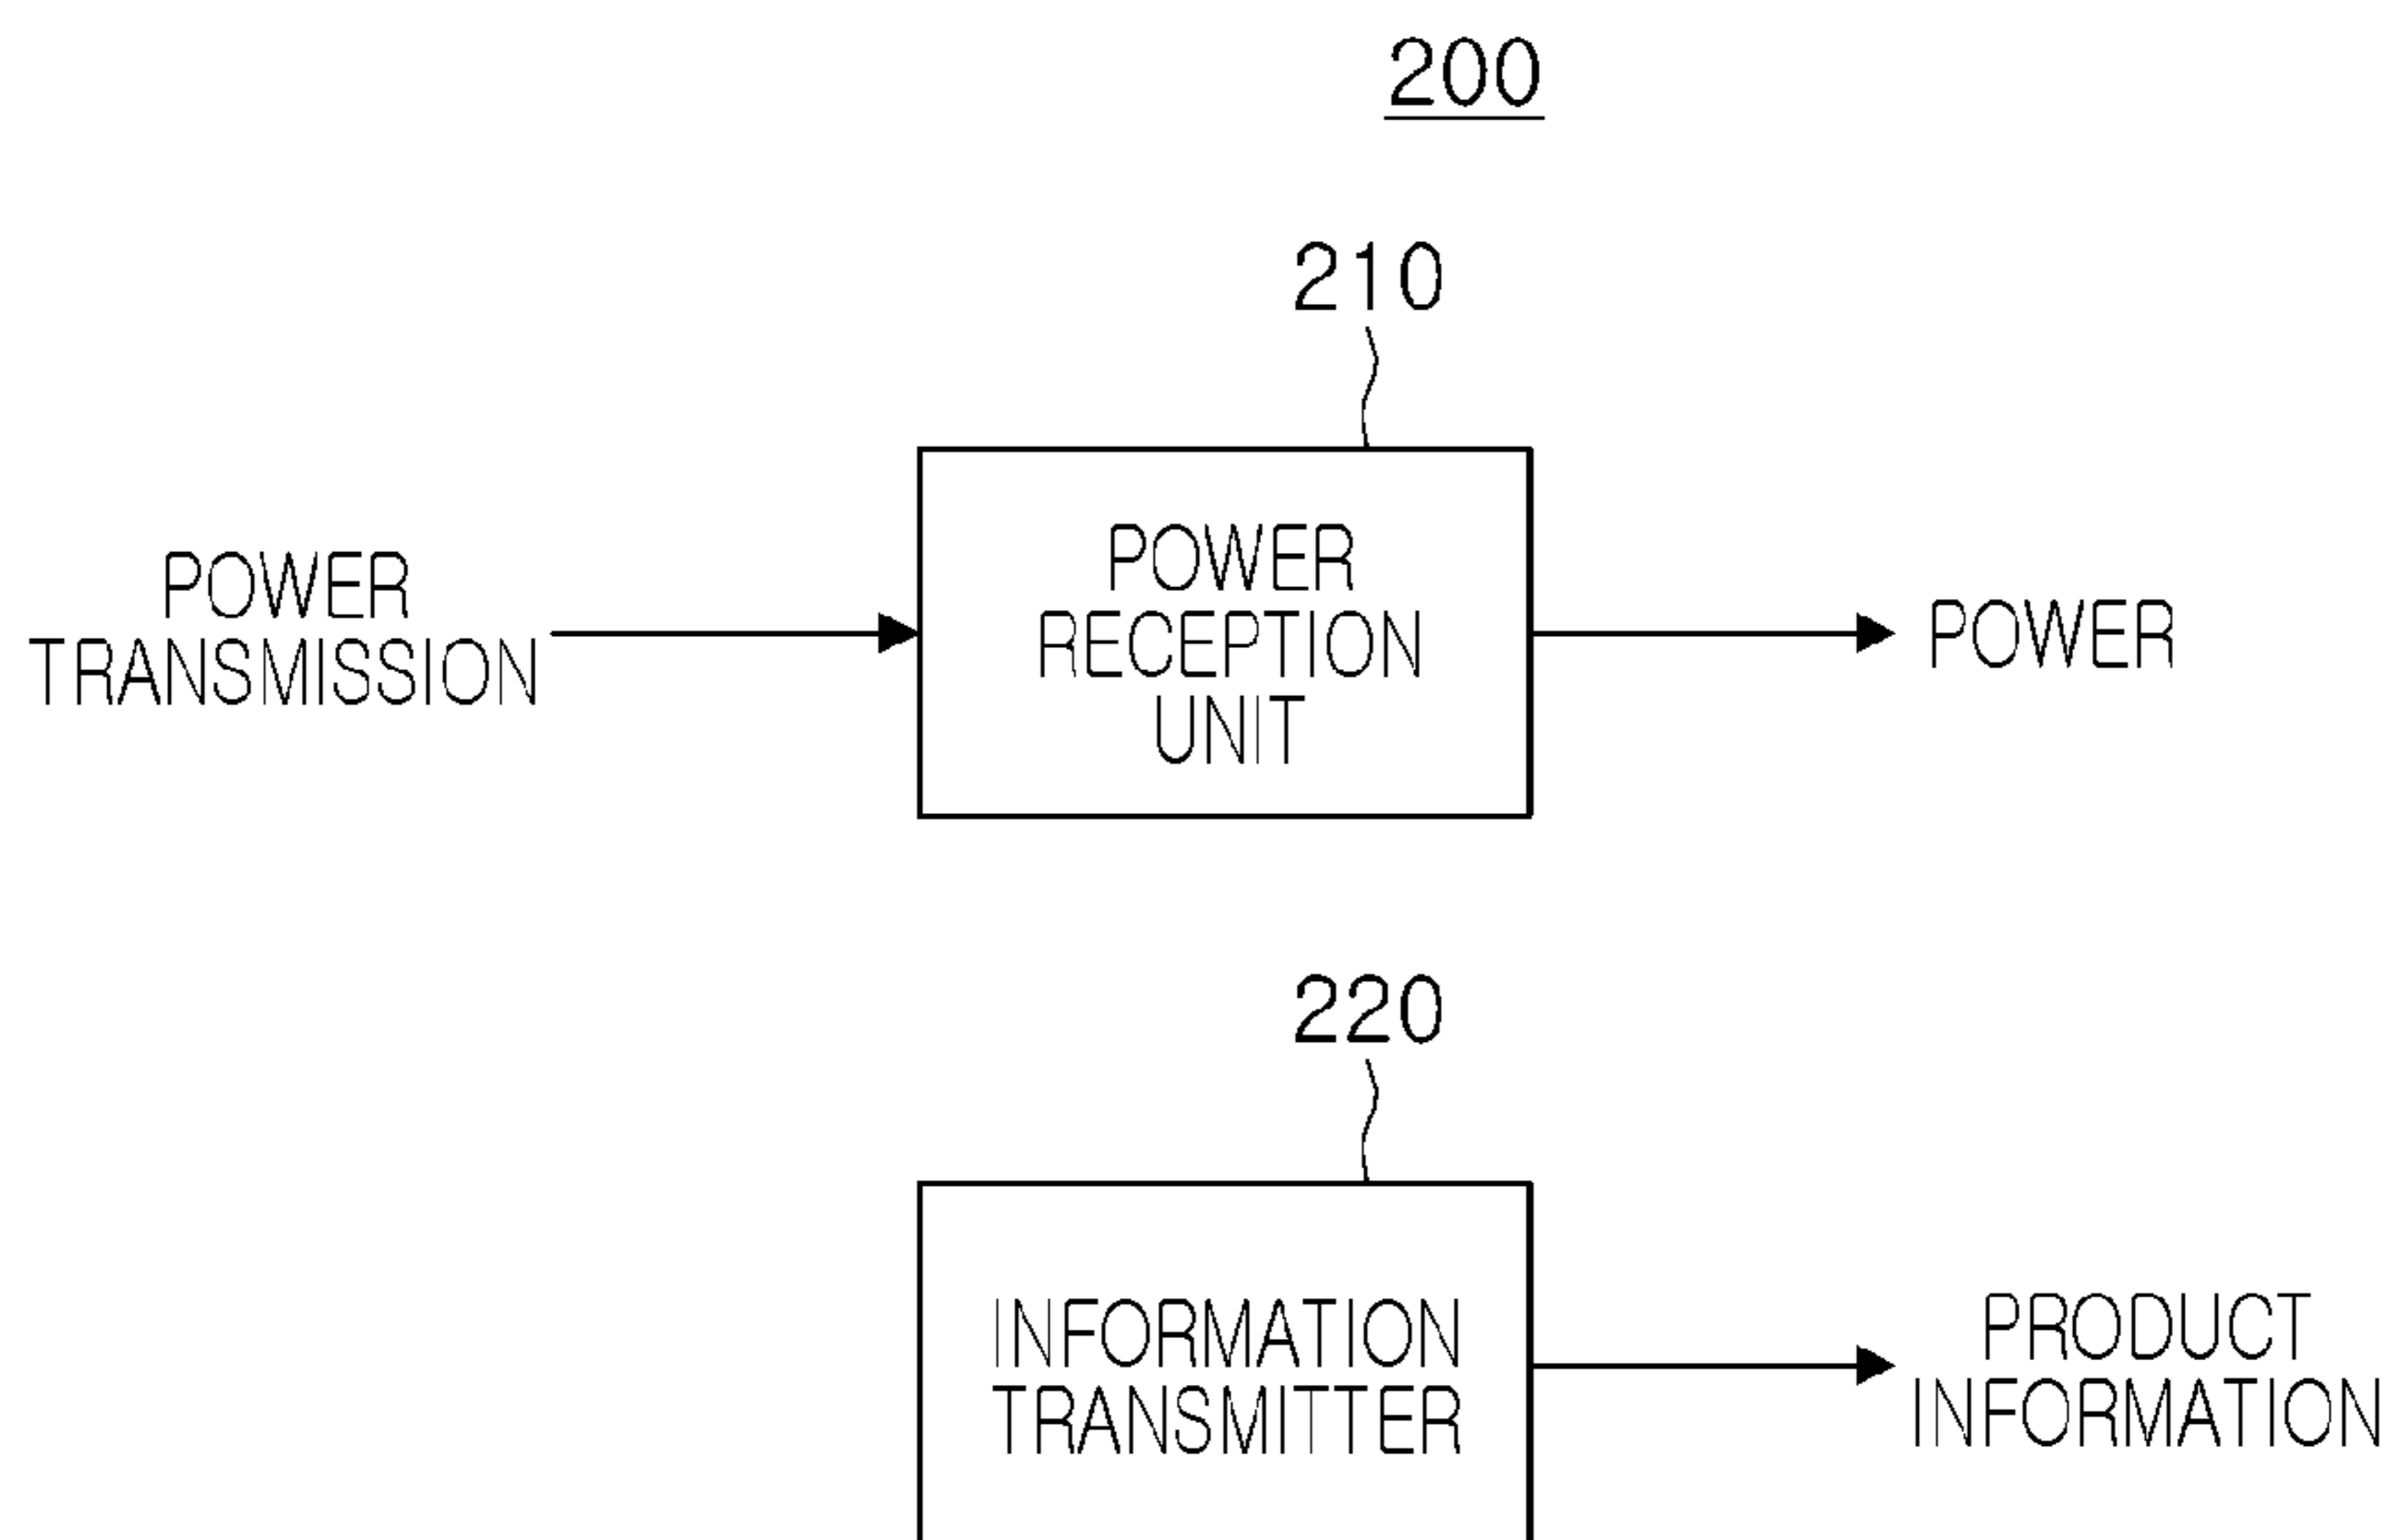 200
210
POWER
TRANSMISSION
POWER
RECEPTION
UNIT
POWER
220
INFORMATION
TRANSMITTER
PRODUCT
INFORMATION